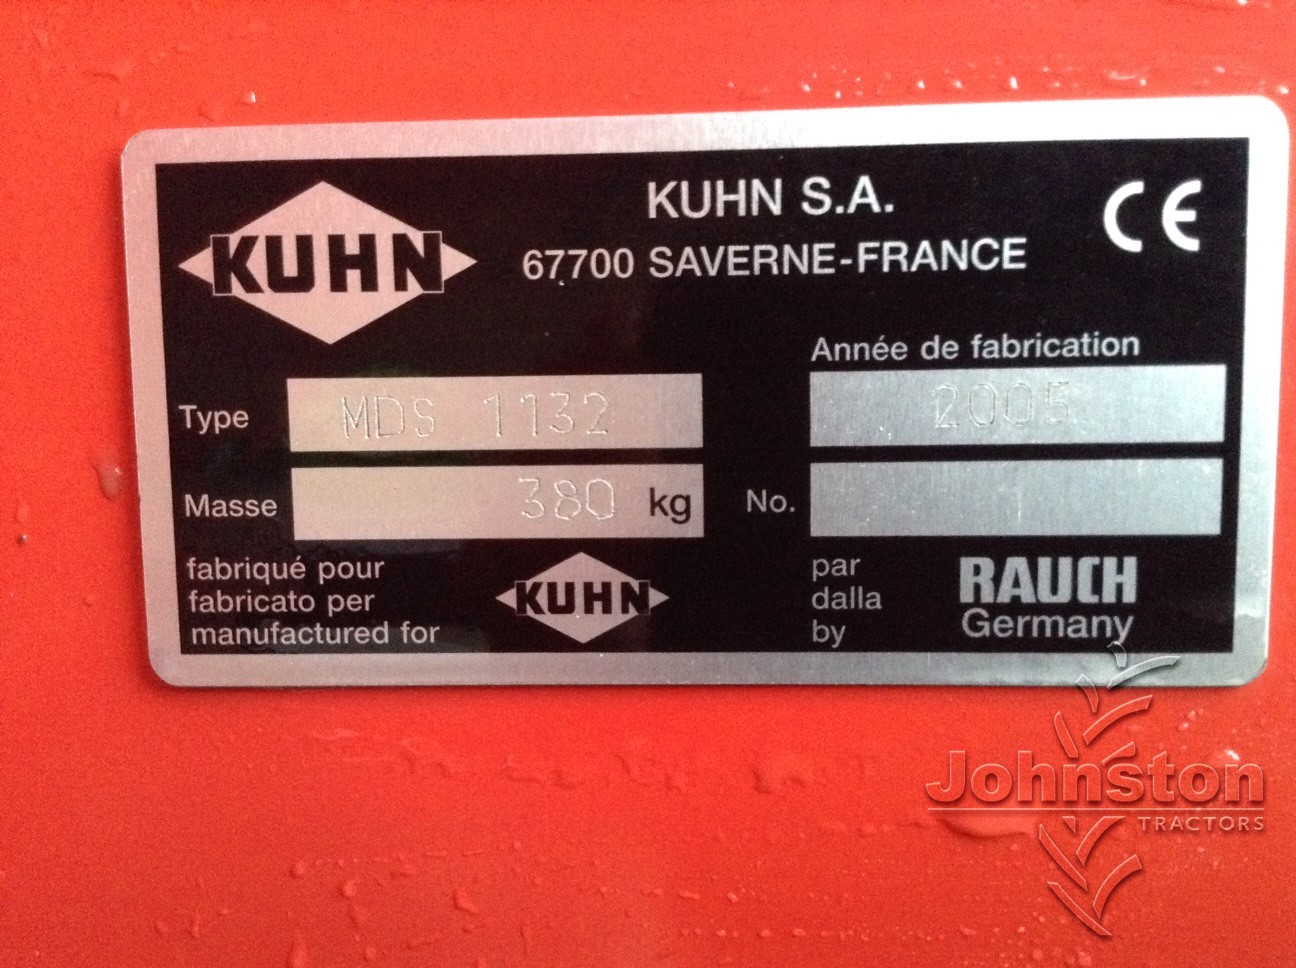 KUHN
KUHN S.A.
67700 SAVERNE-FRANCE
CE
Année de fabrication
Type MDS 1132 2005
Masse 380 kg No.
fabriqué pour
fabricato per
manufactured for
KUHN
par
dalla
by
RAUCH
Germany
Johnston
TRACTORS